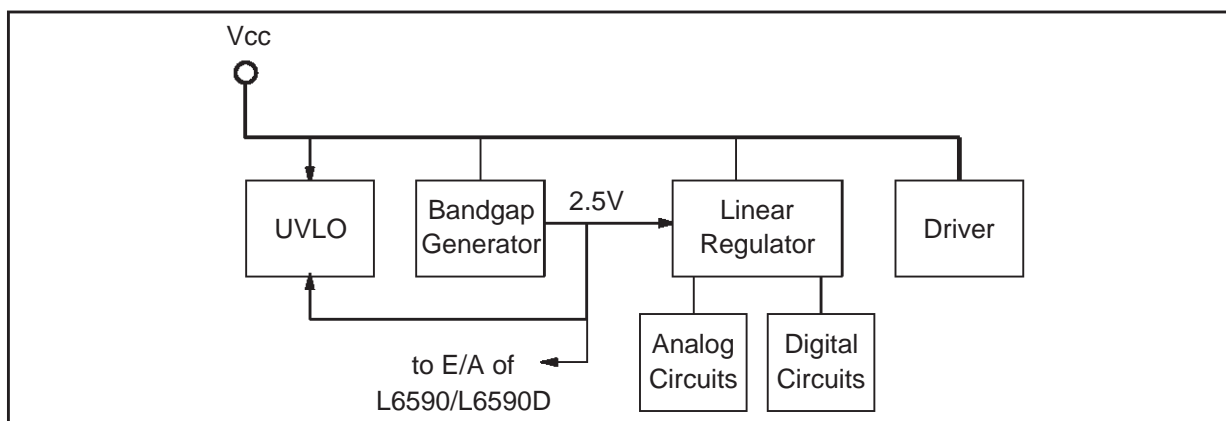 Vcc
UVLO
Bandgap
Generator
2.5V
Linear
Regulator
Driver
to E/A of
L6590/L6590D
Analog
Circuits
Digital
Circuits